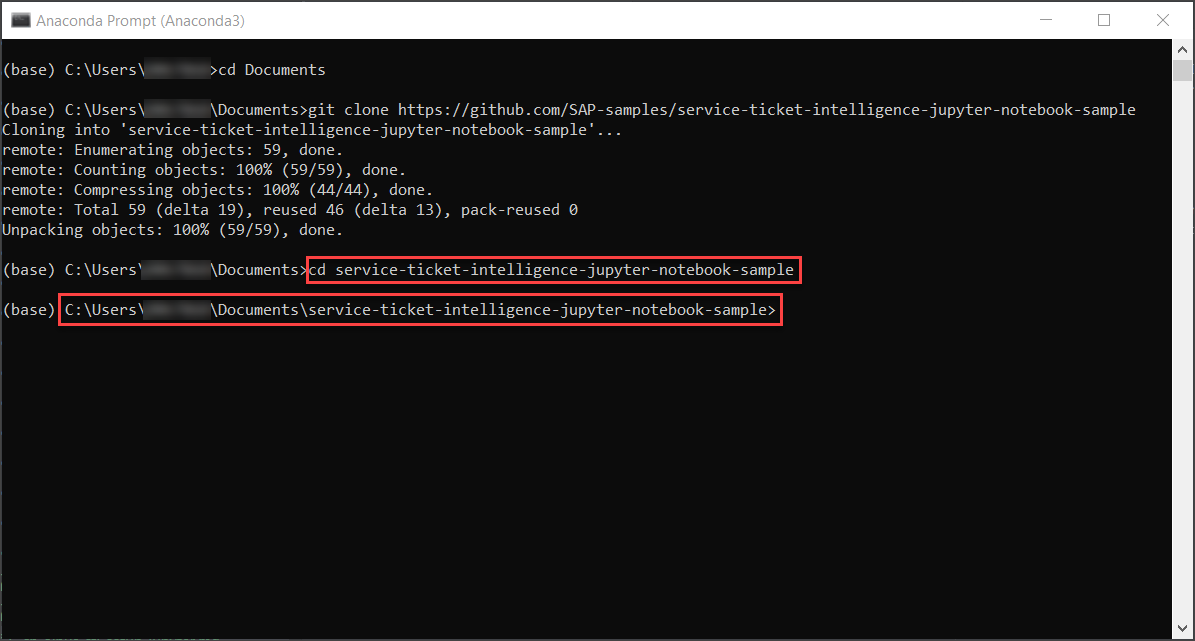 Anaconda Prompt (Anaconda3)
(base) C:\Users\ >cd Documents
(base) C:\Users\ \Documents>git clone https://github.com/SAP-samples/service-ticket-intelligence-jupyter-notebook-sample
Cloning into 'service-ticket-intelligence-jupyter-notebook-sample'...
remote: Enumerating objects: 59, done.
remote: Counting objects: 100% (59/59), done.
remote: Compressing objects: 100% (44/44), done.
remote: Total 59 (delta 19), reused 46 (delta 13), pack-reused 0
Unpacking objects: 100% (59/59), done.
(base) C:\Users\ \Documents>cd service-ticket-intelligence-jupyter-notebook-sample
(base) C:\Users\ \Documents\service-ticket-intelligence-jupyter-notebook-sample>